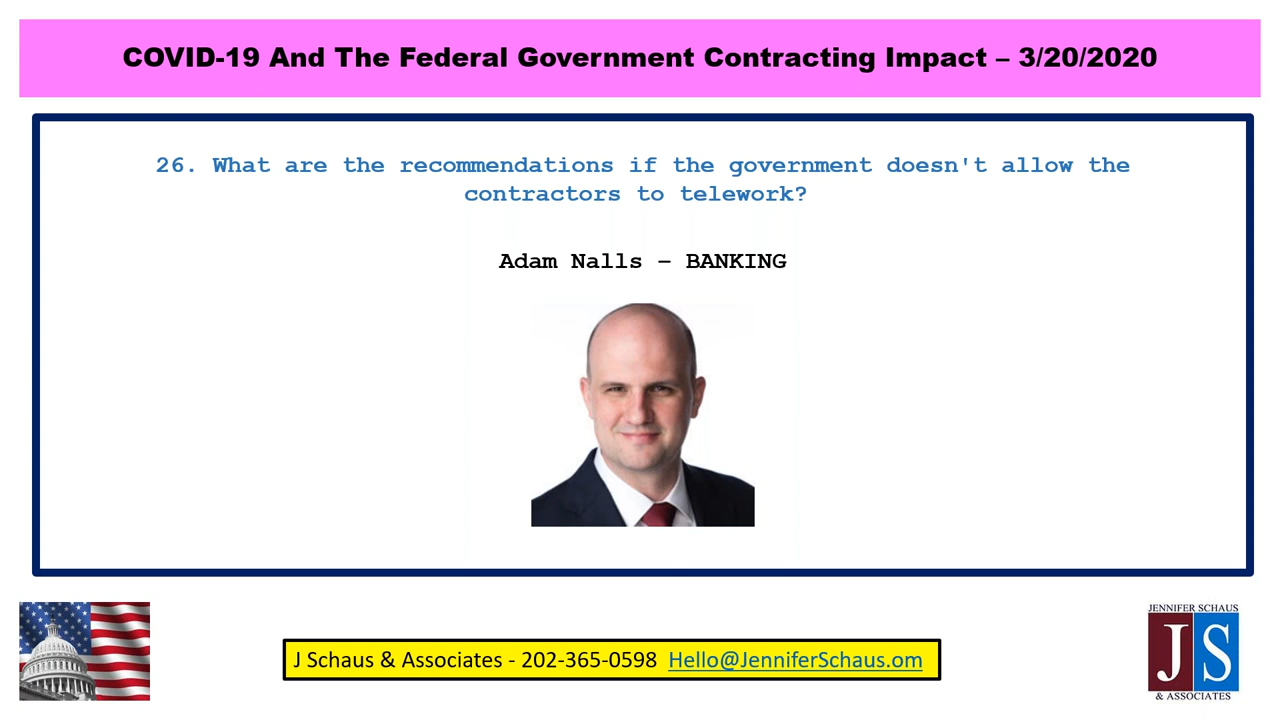 COVID-19 And The Federal Government Contracting Impact – 3/20/2020
26. What are the recommendations if the government doesn't allow the
contractors to telework?
Adam Nalls – BANKING
J Schaus & Associates - 202-365-0598 Hello@JenniferSchaus.om
JENNIFER SCHAUS
JS
& ASSOCIATES